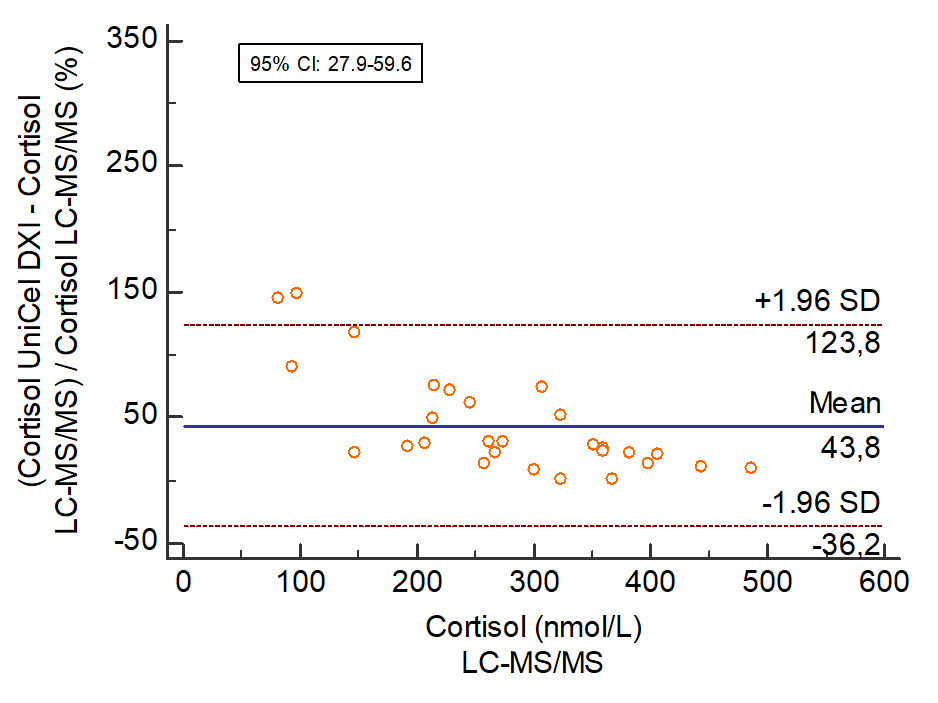 (Cortisol UniCel DXI - Cortisol
LC-MS/MS) / Cortisol LC-MS/MS (%)
350
250
150
50
-50
95% CI: 27.9-59.6
+1.96 SD
123,8
Mean
43,8
-1.96 SD
-36,2
0 100 200 300 400 500 600
Cortisol (nmol/L)
LC-MS/MS